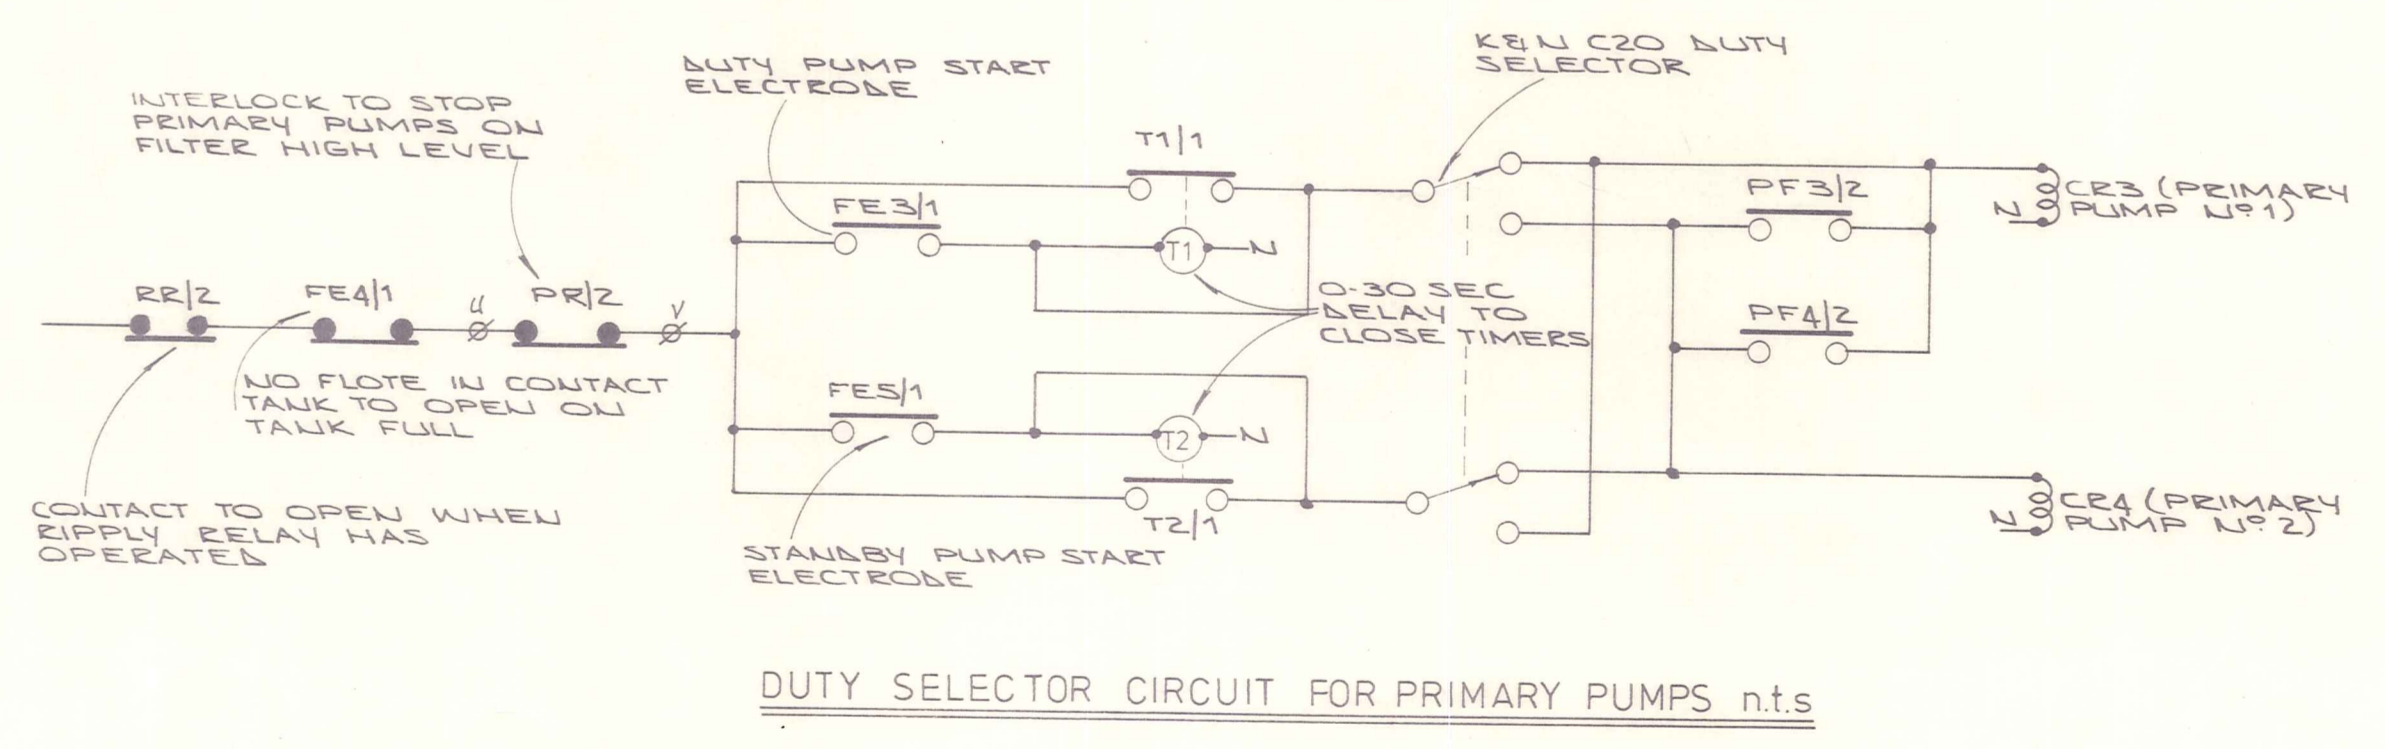 K&N C20 DUTY
SELECTOR
DUTY PUMP START
ELECTRODE
INTERLOCK TO STOP
PRIMARY PUMPS ON
FILTER HIGH LEVEL
T1/1
FE3/1
PF3/2
CR3 (PRIMARY
PUMP Nº1)
N
T1
N
RR/2
FE4/1
U
PR/2
V
0-30 SEC
DELAY TO
CLOSE TIMERS
PF4/2
NO FLOTE IN CONTACT
TANK TO OPEN ON
TANK FULL
FE5/1
T2
N
CONTACT TO OPEN WHEN
RIPPLY RELAY HAS
OPERATED
T2/1
CR4 (PRIMARY
PUMP Nº2)
N
STANDBY PUMP START
ELECTRODE
DUTY SELECTOR CIRCUIT FOR PRIMARY PUMPS n.t.s